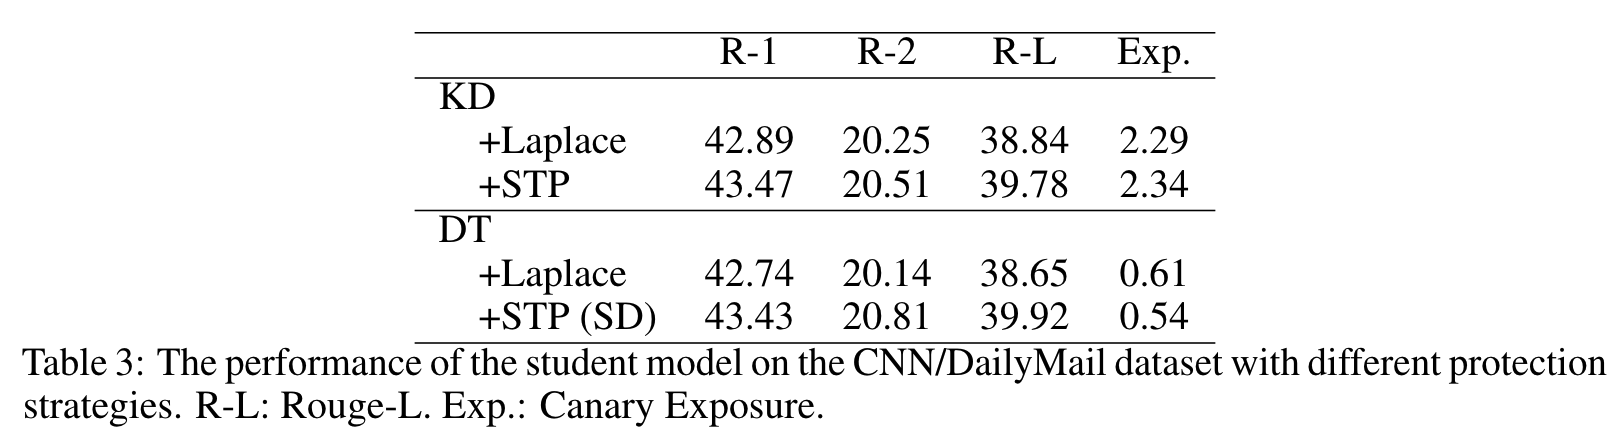 R-1 R-2 R-L Exp.
KD
+Laplace 42.89 20.25 38.84 2.29
+STP 43.47 20.51 39.78 2.34
DT
+Laplace 42.74 20.14 38.65 0.61
+STP (SD) 43.43 20.81 39.92 0.54
Table 3: The performance of the student model on the CNN/DailyMail dataset with different protection
strategies. R-L: Rouge-L. Exp.: Canary Exposure.